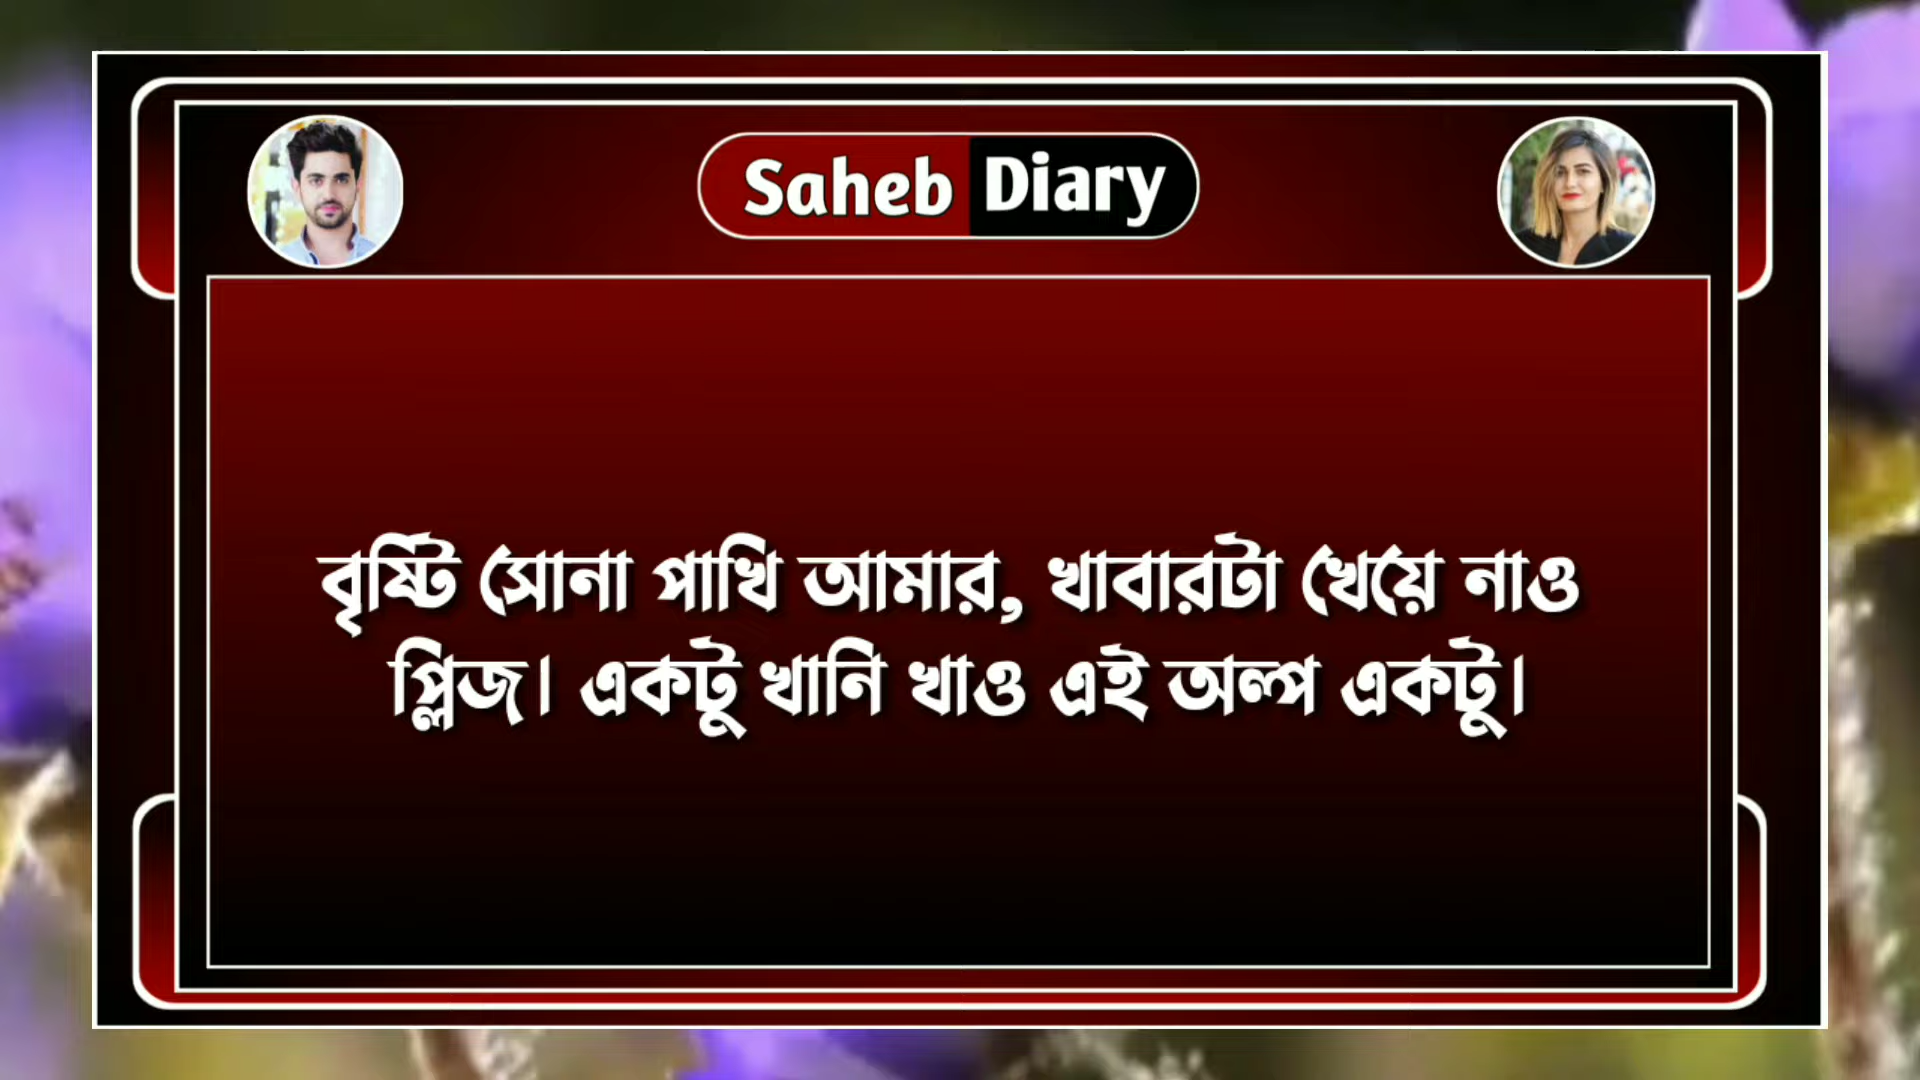 Saheb Diary
বৃষ্টি সোনা পাখি আমার, খাবারটা খেয়ে নাও
প্লিজ। একটু খানি খাও এই অল্প একটু।